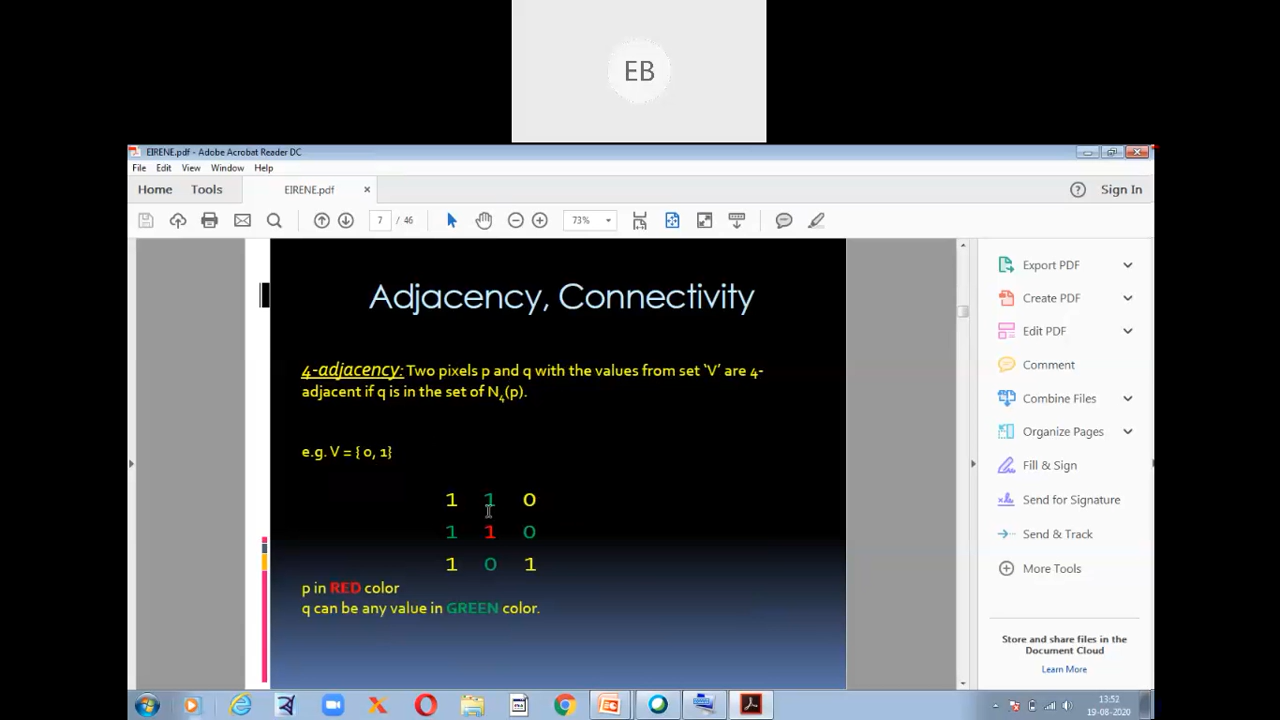 EB
EIRENE.pdf - Adobe Acrobat Reader DC
File Edit View Window Help
Home Tools EIRENE.pdf × Sign In
7 / 46 73%
Adjacency, Connectivity
4-adjacency: Two pixels p and q with the values from set ‘V’ are 4-
adjacent if q is in the set of N4(p).
e.g. V = { 0, 1}
1 1 0
1 1 0
1 0 1
p in RED color
q can be any value in GREEN color.
Export PDF
Create PDF
Edit PDF
Comment
Combine Files
Organize Pages
Fill & Sign
Send for Signature
Send & Track
More Tools
Store and share files in the
Document Cloud
Learn More
13:52
19-08-2020